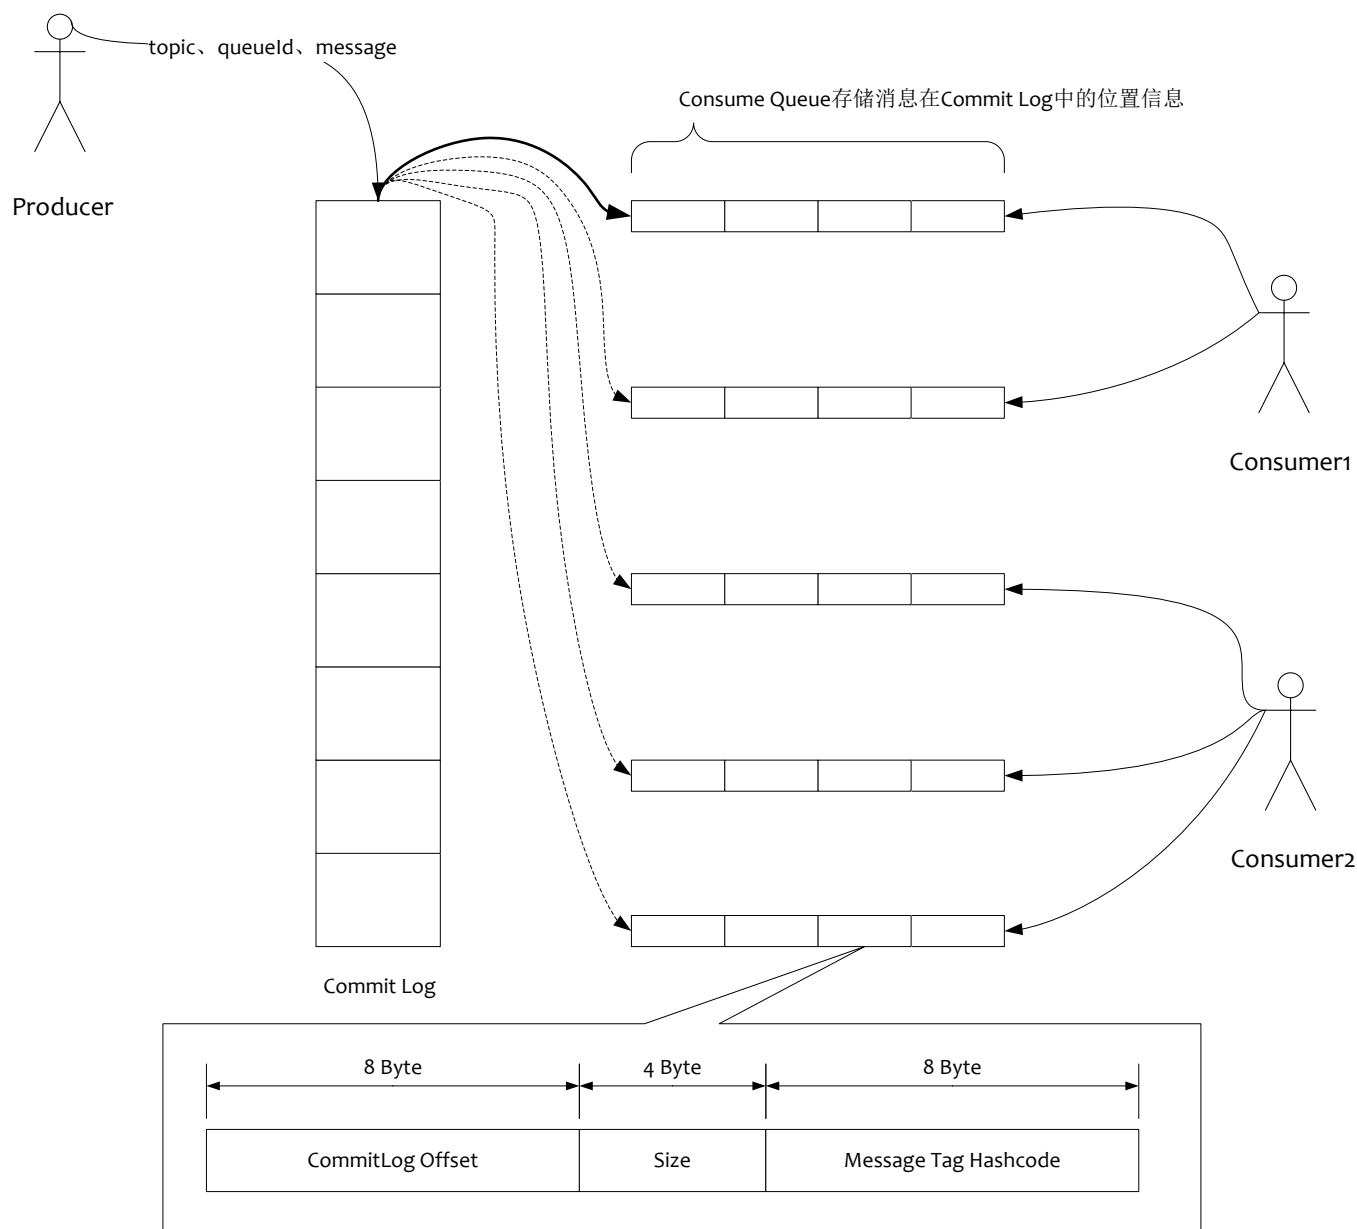 topic、queueId、message
Consume Queue存储消息在Commit Log中的位置信息
Producer
Consumer1
Consumer2
Commit Log
8 Byte
4 Byte
8 Byte
CommitLog Offset
Size
Message Tag Hashcode